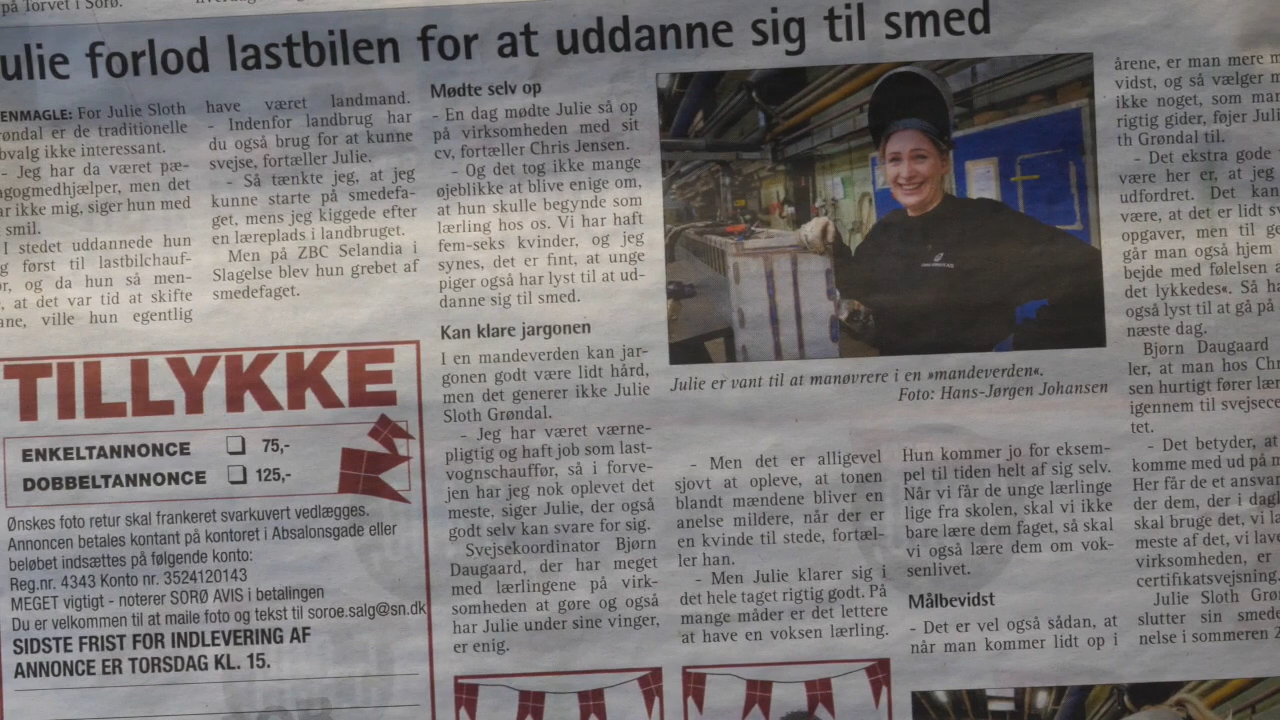 på Torvet i Sorø.
ulie forlod lastbilen for at uddanne sig til smed
ENMAGLE: For Julie Sloth
røndal er de traditionelle
bvalg ikke interessant.
- Jeg har da været pæ-
agogmedhjælper, men det
ar ikke mig, siger hun med
smil.
I stedet uddannede hun
g først til lastbilchauf-
ør, og da hun så men-
, at det var tid at skifte
ane, ville hun egentlig
have været landmand.
- Indenfor landbrug har
du også brug for at kunne
svejse, fortæller Julie.
- Så tænkte jeg, at jeg
kunne starte på smedefa-
get, mens jeg kiggede efter
en læreplads i landbruget.
Men på ZBC Selandia i
Slagelse blev hun grebet af
smedefaget.
Mødte selv op
- En dag mødte Julie så op
på virksomheden med sit
cv, fortæller Chris Jensen.
- Og det tog ikke mange
øjeblikke at blive enige om,
at hun skulle begynde som
lærling hos os. Vi har haft
fem-seks kvinder, og jeg
synes, det er fint, at unge
piger også har lyst til at ud-
danne sig til smed.
Kan klare jargonen
I en mandeverden kan jar-
gonen godt være lidt hård,
men det generer ikke Julie
Sloth Grøndal.
- Jeg har været værne-
pligtig og haft job som last-
vognschauffør, så i forve-
jen har jeg nok oplevet det
meste, siger Julie, der også
godt selv kan svare for sig.
Svejsekoordinator Bjørn
Daugaard, der har meget
med lærlingene på virk-
somheden at gøre og også
har Julie under sine vinger,
er enig.
Julie er vant til at manøvrere i en »mandeverden«.
Foto: Hans-Jørgen Johansen
- Men det er alligevel
sjovt at opleve, at tonen
blandt mændene bliver en
anelse mildere, når der er
en kvinde til stede, fortæl-
ler han.
- Men Julie klarer sig i
det hele taget rigtig godt. På
mange måder er det lettere
at have en voksen lærling.
Hun kommer jo for eksem-
pel til tiden helt af sig selv.
Når vi får de unge lærlinge
lige fra skolen, skal vi ikke
bare lære dem faget, så skal
vi også lære dem om vok-
senlivet.
Målbevidst
- Det er vel også sådan, at
når man kommer lidt op i
årene, er man mere m
vidst, og så vælger m
ikke noget, som man
rigtig gider, føjer Juli
th Grøndal til.
- Det ekstra gode
være her er, at jeg
udfordret. Det kan
være, at det er lidt sv
opgaver, men til ge
går man også hjem
bejde med følelsen a
det lykkedes«. Så ha
også lyst til at gå på
næste dag.
Bjørn Daugaard
ler, at man hos Chr
sen hurtigt fører lær
igennem til svejsece
tet.
- Det betyder, at
komme med ud på m
Her får de et ansvar
der dem, der i dagl
skal bruge det, vi la
meste af det, vi lave
virksomheden, er
certifikatsvejsning.
Julie Sloth Grøn
slutter sin smede
nelse i sommeren 2
TILLYKKE
ENKELTANNONCE 75,-
DOBBELTANNONCE 125,-
Ønskes foto retur skal frankeret svarkuvert vedlægges.
Annoncen betales kontant på kontoret i Absalonsgade eller
beløbet indsættes på følgende konto:
Reg.nr. 4343 Konto nr. 3524120143
MEGET vigtigt - noterer SORØ AVIS i betalingen
Du er velkommen til at maile foto og tekst til soroe.salg@sn.dk
SIDSTE FRIST FOR INDLEVERING AF
ANNONCE ER TORSDAG KL. 15.